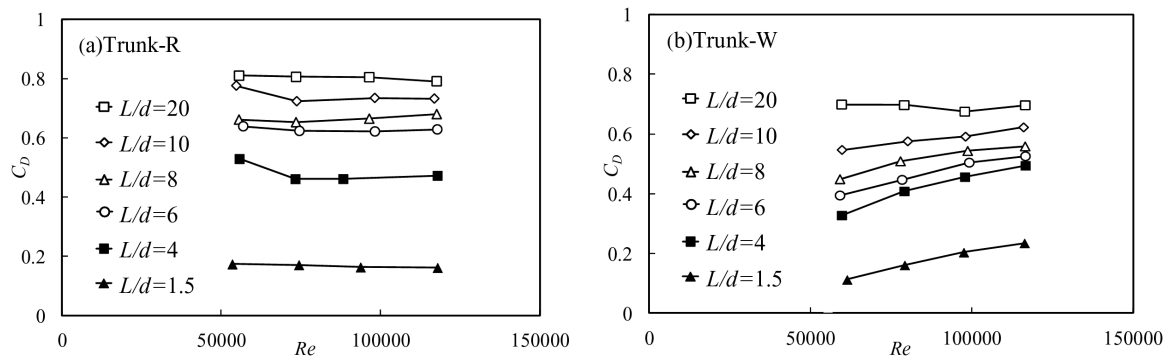 (a)Trunk-R
1
0.8
0.6
0.4
0.2
0
C_D
L/d=20
L/d=10
L/d=8
L/d=6
L/d=4
L/d=1.5
0 50000 100000 150000
Re
(b)Trunk-W
1
0.8
0.6
0.4
0.2
0
C_D
L/d=20
L/d=10
L/d=8
L/d=6
L/d=4
L/d=1.5
0 50000 100000 150000
Re